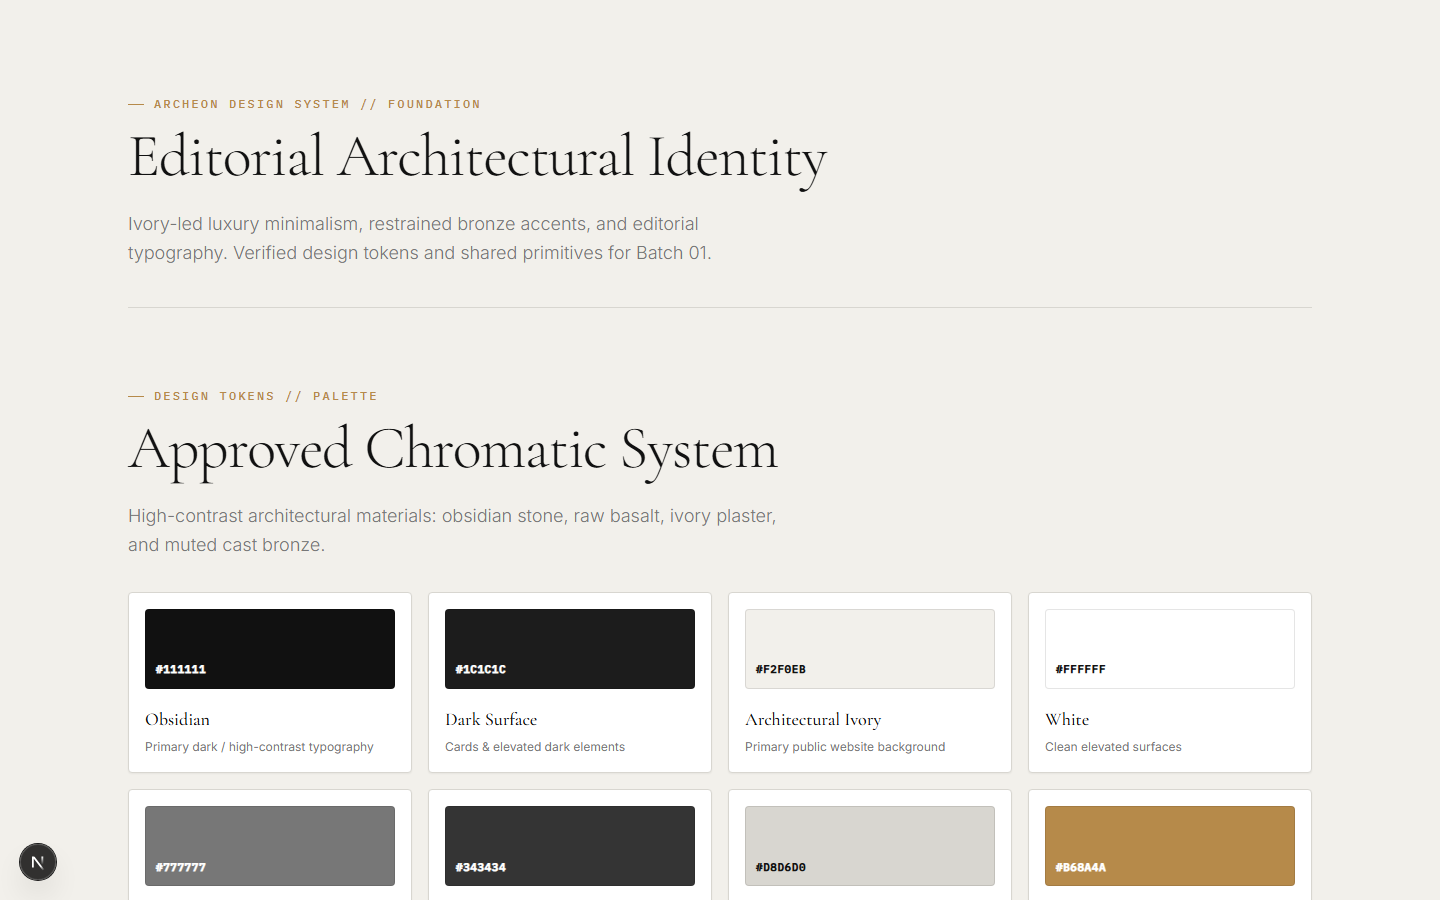 — ARCHEON DESIGN SYSTEM // FOUNDATION
Editorial Architectural Identity
Ivory-led luxury minimalism, restrained bronze accents, and editorial
typography. Verified design tokens and shared primitives for Batch 01.
— DESIGN TOKENS // PALETTE
Approved Chromatic System
High-contrast architectural materials: obsidian stone, raw basalt, ivory plaster,
and muted cast bronze.
#111111
Obsidian
Primary dark / high-contrast typography
#1C1C1C
Dark Surface
Cards & elevated dark elements
#F2F0EB
Architectural Ivory
Primary public website background
#FFFFFF
White
Clean elevated surfaces
#777777
#343434
#D8D6D0
#B68A4A
N